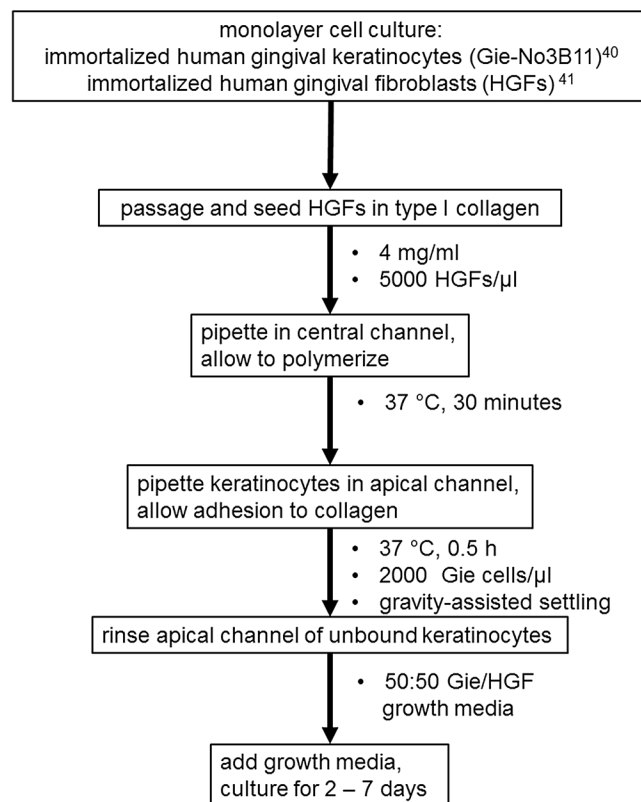 monolayer cell culture:
immortalized human gingival keratinocytes (Gie-No3B11)⁴⁰
immortalized human gingival fibroblasts (HGFs) ⁴¹
passage and seed HGFs in type I collagen
• 4 mg/ml
• 5000 HGFs/µl
pipette in central channel,
allow to polymerize
• 37 °C, 30 minutes
pipette keratinocytes in apical channel,
allow adhesion to collagen
• 37 °C, 0.5 h
• 2000 Gie cells/µl
• gravity-assisted settling
rinse apical channel of unbound keratinocytes
• 50:50 Gie/HGF
growth media
add growth media,
culture for 2 – 7 days